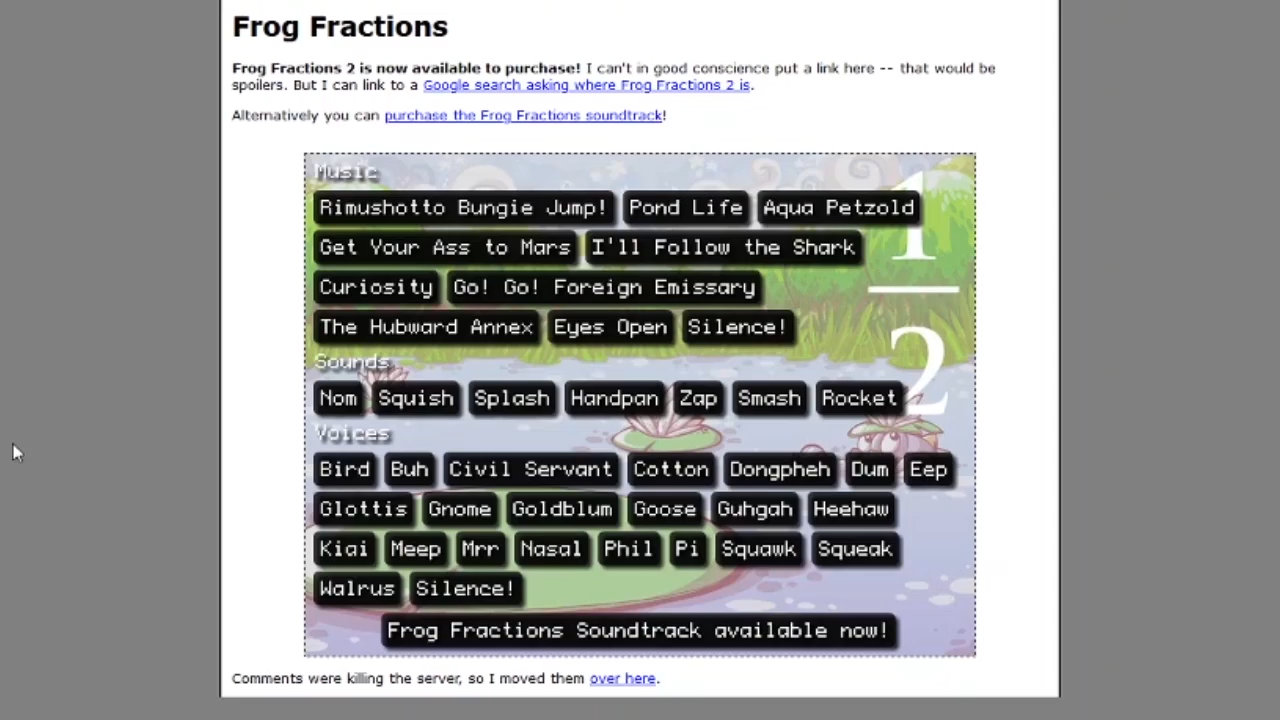 Frog Fractions
Frog Fractions 2 is now available to purchase! I can't in good conscience put a link here -- that would be
spoilers. But I can link to a Google search asking where Frog Fractions 2 is.
Alternatively you can purchase the Frog Fractions soundtrack!
Music
Rimushotto Bungie Jump! Pond Life Aqua Petzold
Get Your Ass to Mars I'll Follow the Shark
Curiosity Go! Go! Foreign Emissary
The Hubward Annex Eyes Open Silence!
1
2
Sounds
Nom Squish Splash Handpan Zap Smash Rocket
Voices
Bird Buh Civil Servant Cotton Dongpheh Dum Eep
Glottis Gnome Goldblum Goose Guhgah Heehaw
Kiai Meep Mrr Nasal Phil Pi Squawk Squeak
Walrus Silence!
Frog Fractions Soundtrack available now!
Comments were killing the server, so I moved them over here.